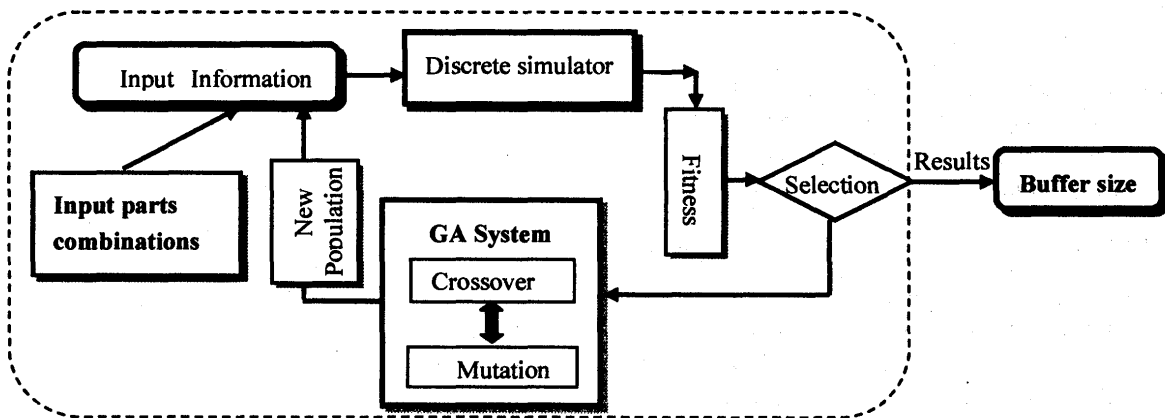 Input Information
Discrete simulator
Fitness
Selection
Results
Buffer size
Input parts
combinations
New
Population
GA System
Crossover
Mutation